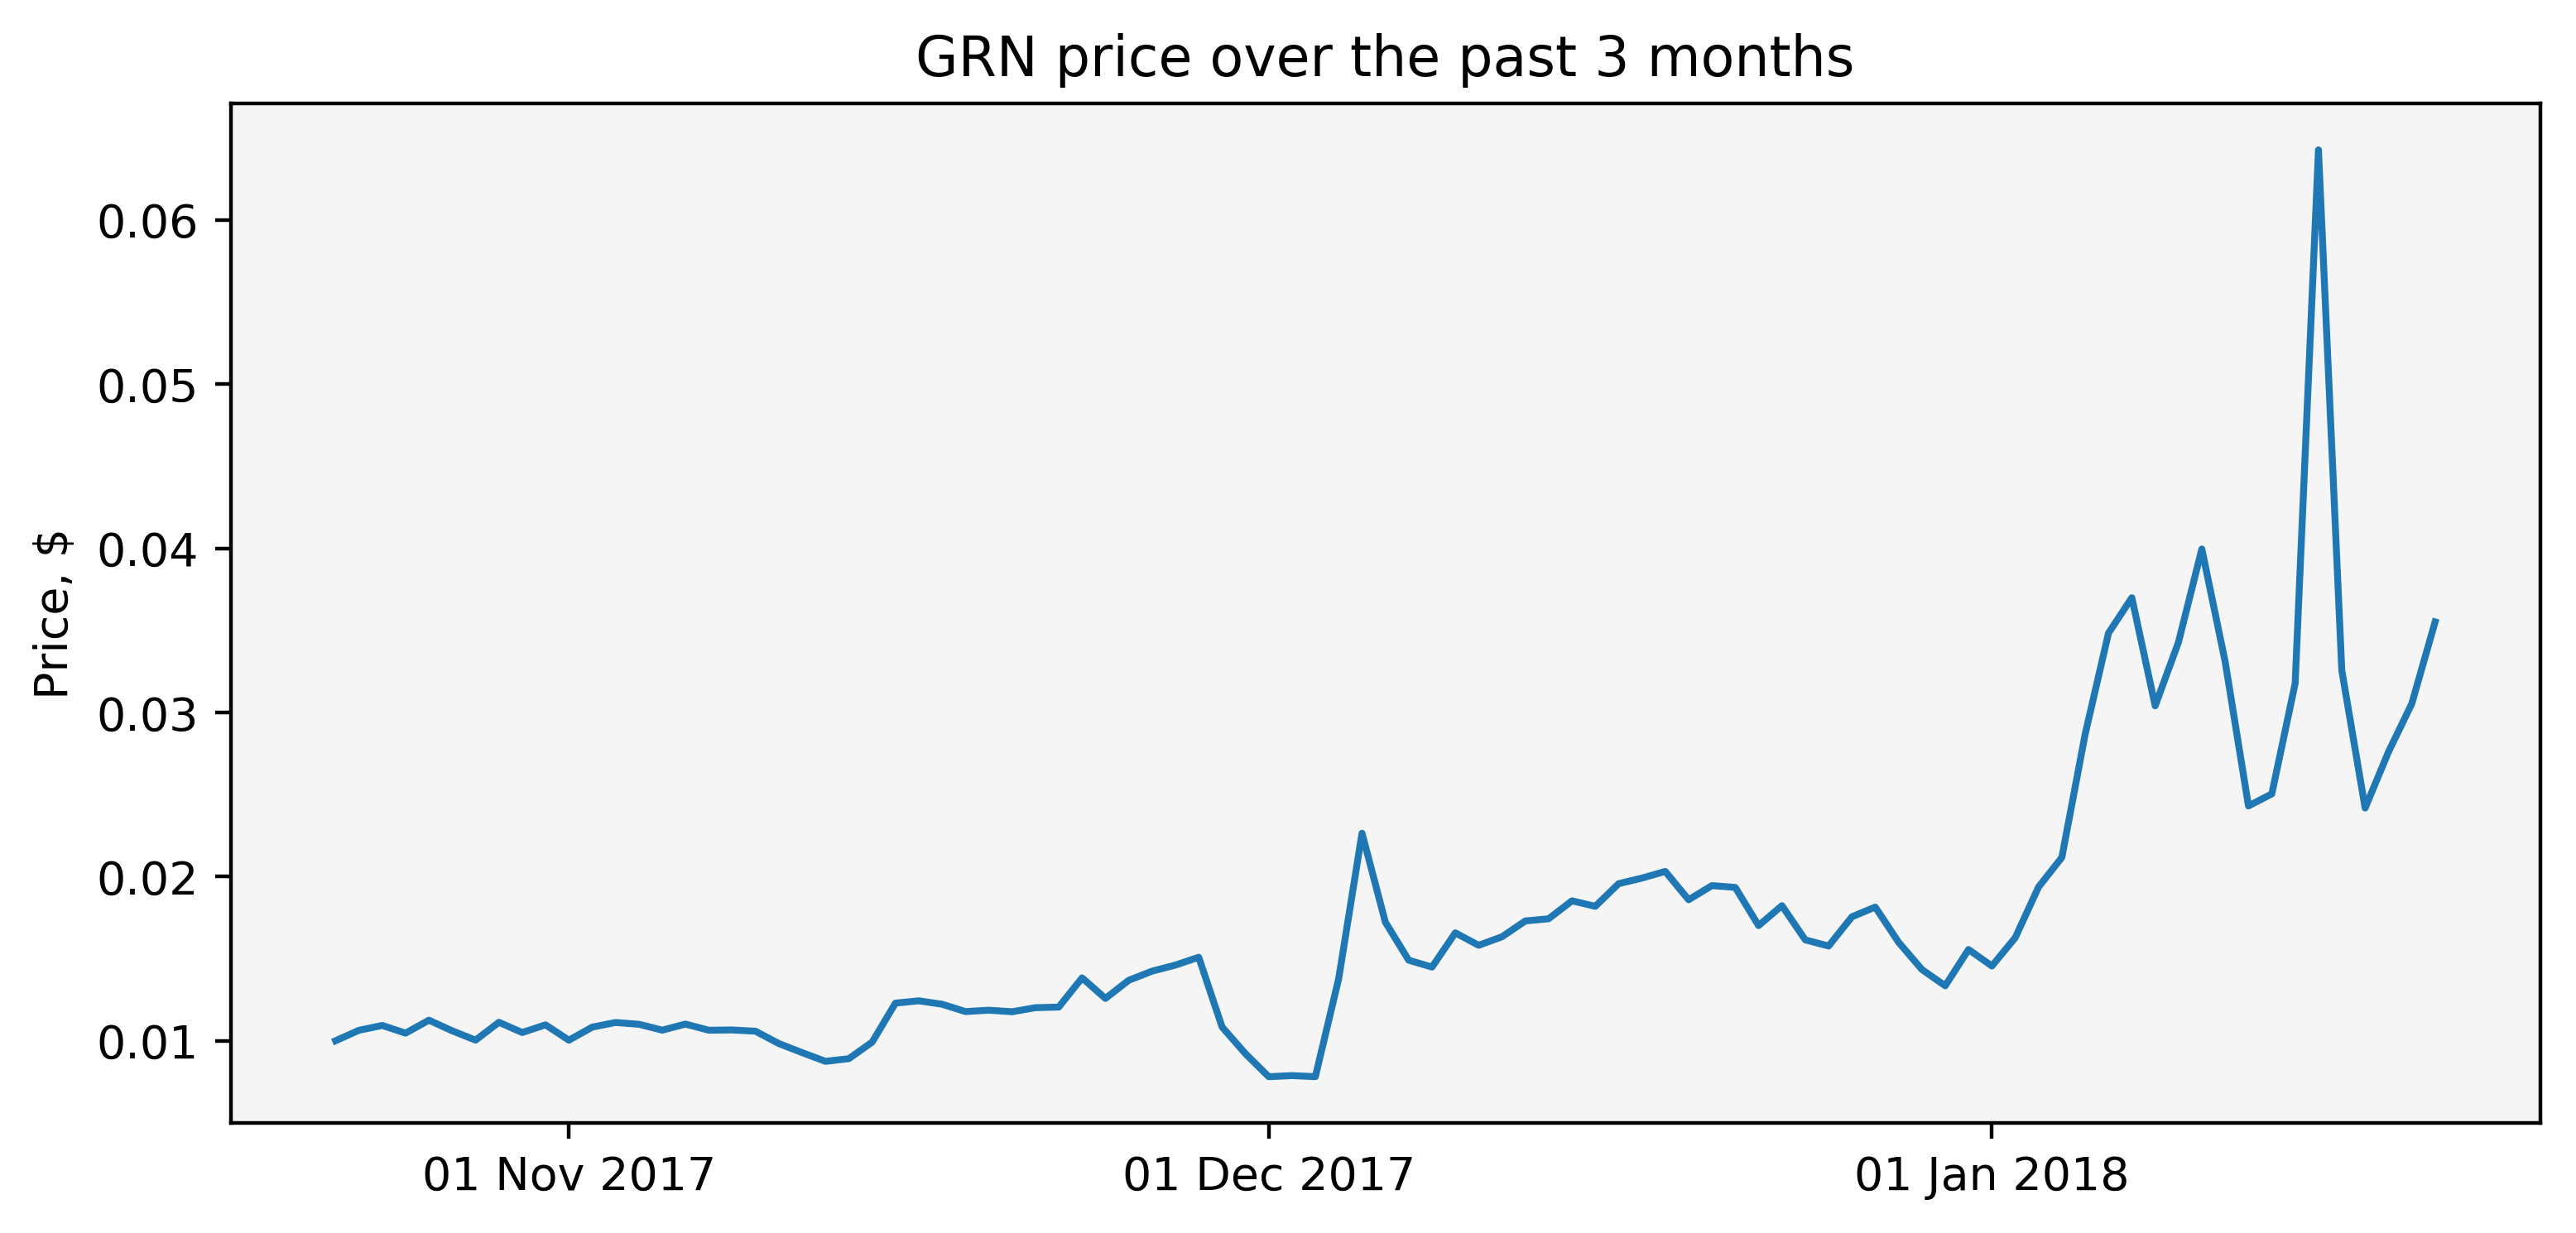 GRN price over the past 3 months
Price, $
0.06
0.05
0.04
0.03
0.02
0.01
01 Nov 2017
01 Dec 2017
01 Jan 2018